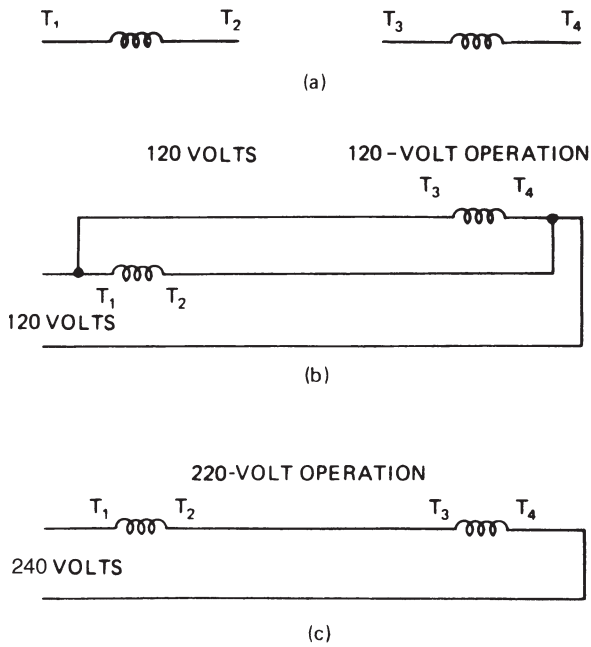 T₁ T₂ T₃ T₄
(a)
120 VOLTS 120-VOLT OPERATION
T₃ T₄
T₁ T₂
120 VOLTS
(b)
220-VOLT OPERATION
T₁ T₂ T₃ T₄
240 VOLTS
(c)